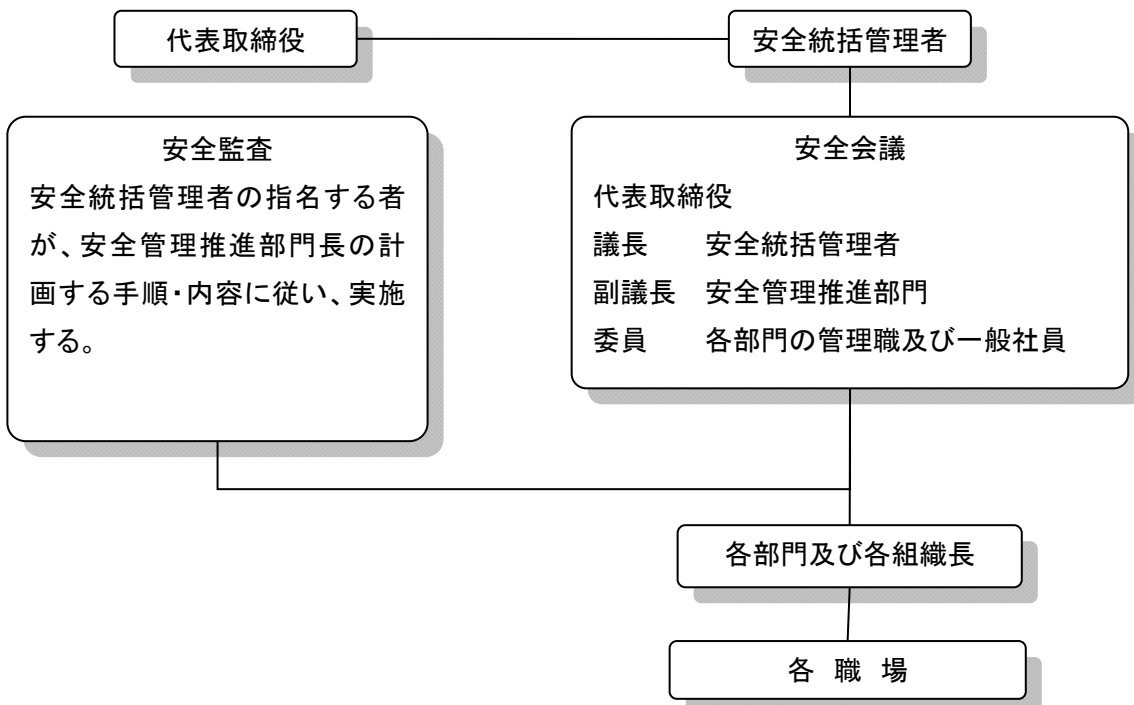 代表取締役
安全統括管理者
安全監査
安全統括管理者の指名する者
が、安全管理推進部門長の計
画する手順・内容に従い、実施
する。
安全会議
代表取締役
議長　　安全統括管理者
副議長　安全管理推進部門
委員　　各部門の管理職及び一般社員
各部門及び各組織長
各　職　場